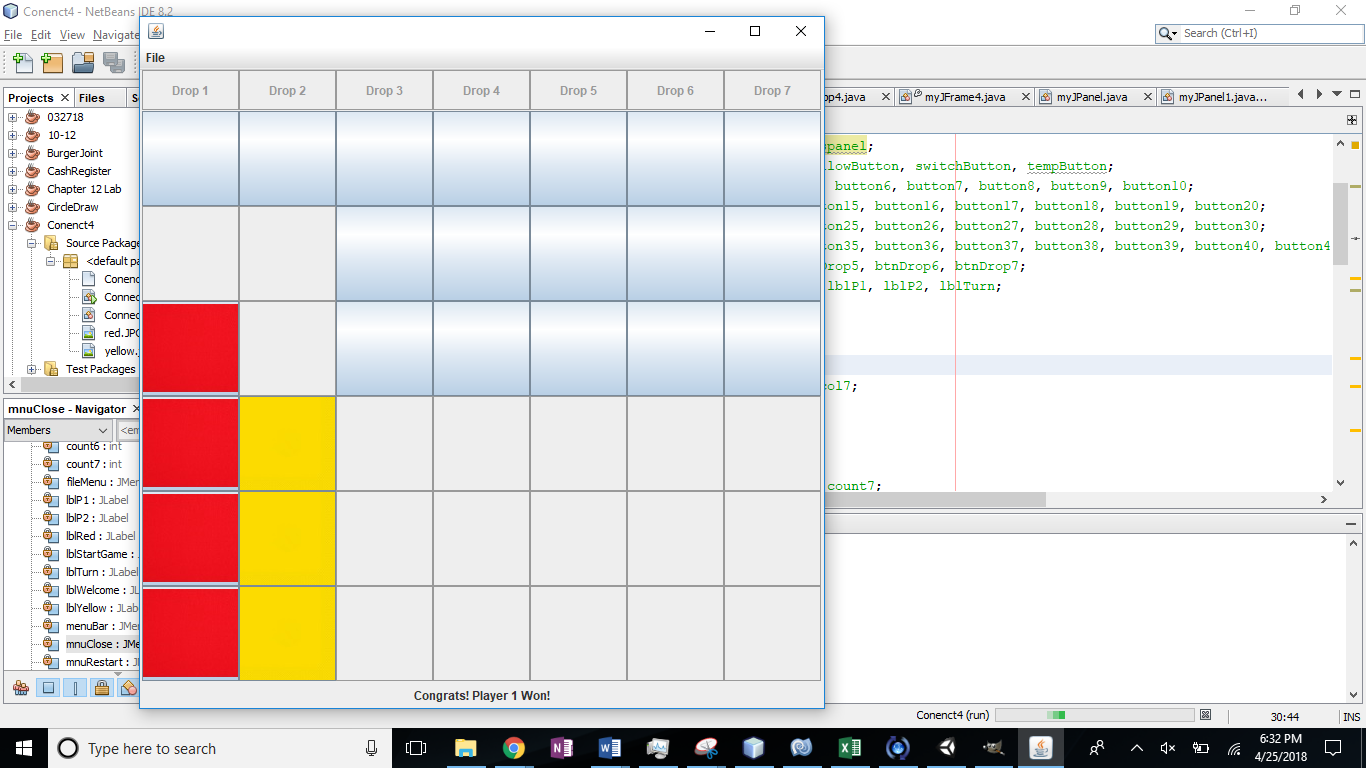 Conenct4 - NetBeans IDE 8.2
File Edit View Navigate
Search (Ctrl+I)
File
Drop 1 Drop 2 Drop 3 Drop 4 Drop 5 Drop 6 Drop 7
Congrats! Player 1 Won!
Projects Files
032718
10-12
BurgerJoint
CashRegister
Chapter 12 Lab
CircleDraw
Conenct4
Source Package
<default pa
Conenc
Connec
Connec
red.JPG
yellow.
Test Packages
mnuClose - Navigator
Members
<em
count6 : int
count7 : int
fileMenu : JMe
lblP1 : JLabel
lblP2 : JLabel
lblRed : JLabel
lblStartGame :
lblTurn : JLabel
lblWelcome : JL
lblYellow : JLab
menuBar : JMe
mnuClose : JMe
mnuRestart : J
op4.java myJFrame4.java myJPanel.java myJPanel1.java...
panel;
lowButton, switchButton, tempButton;
button6, button7, button8, button9, button10;
on15, button16, button17, button18, button19, button20;
on25, button26, button27, button28, button29, button30;
on35, button36, button37, button38, button39, button40, button4
rop5, btnDrop6, btnDrop7;
lblP1, lblP2, lblTurn;
col7;
count7;
Conenct4 (run)
30:44
INS
Type here to search
6:32 PM
4/25/2018